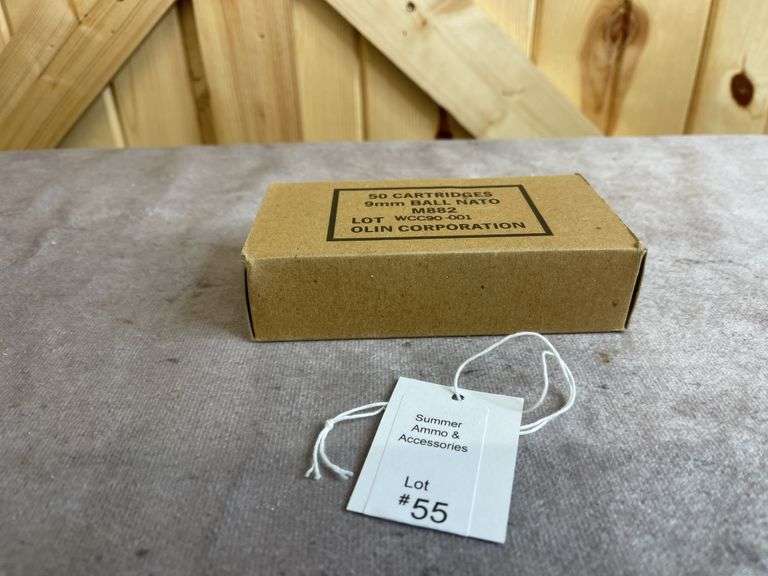 50 CARTRIDGES
9mm BALL NATO
M882
LOT WCC90-001
OLIN CORPORATION
Summer
Ammo &
Accessories
Lot
#55